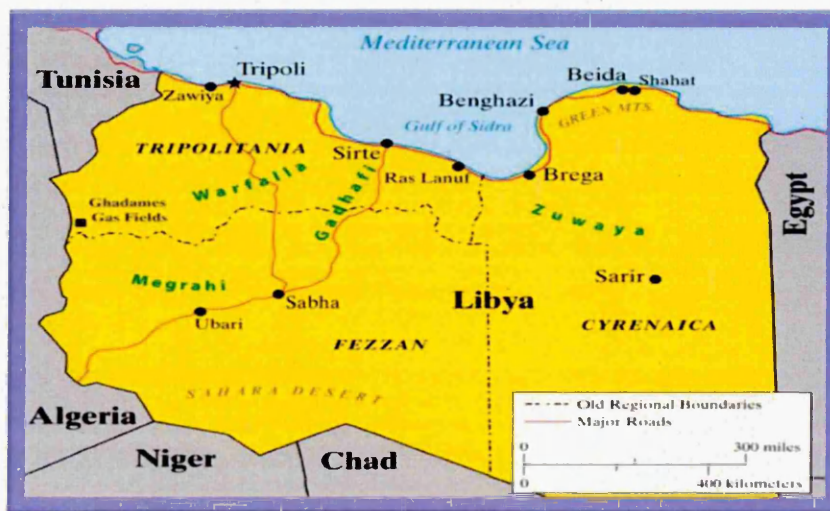 Mediterranean Sea
Tunisia
Tripoli
Zawiya
Beida
Shahat
Benghazi
GREEN MTS.
Gulf of Sidra
TRIPOLITANIA
Sirte
Ras Lanuf
Brega
Egypt
Warfalla
Gadhafi
Zuwaya
Ghadames
Gas Fields
Megrahi
Sabha
Ubari
Sarir
Libya
FEZZAN
CYRENAICA
SAHARA DESERT
Algeria
Niger
Chad
Old Regional Boundaries
Major Roads
0 300 miles
0 400 kilometers